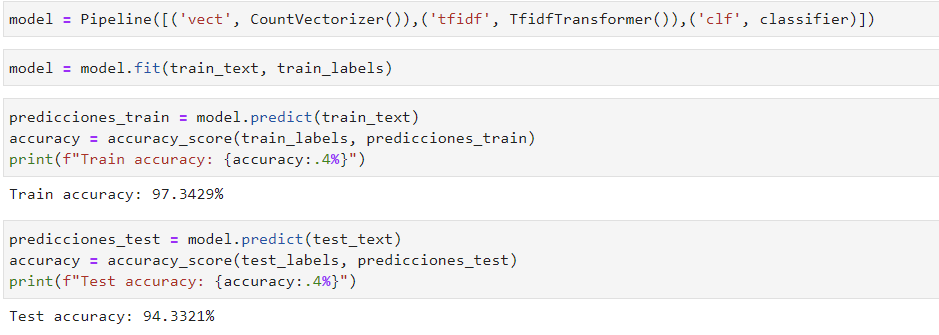 model = Pipeline([('vect', CountVectorizer()),('tfidf', TfidfTransformer()),('clf', classifier)])
model = model.fit(train_text, train_labels)
predicciones_train = model.predict(train_text)
accuracy = accuracy_score(train_labels, predicciones_train)
print(f"Train accuracy: {accuracy:.4%}")
Train accuracy: 97.3429%
predicciones_test = model.predict(test_text)
accuracy = accuracy_score(test_labels, predicciones_test)
print(f"Test accuracy: {accuracy:.4%}")
Test accuracy: 94.3321%